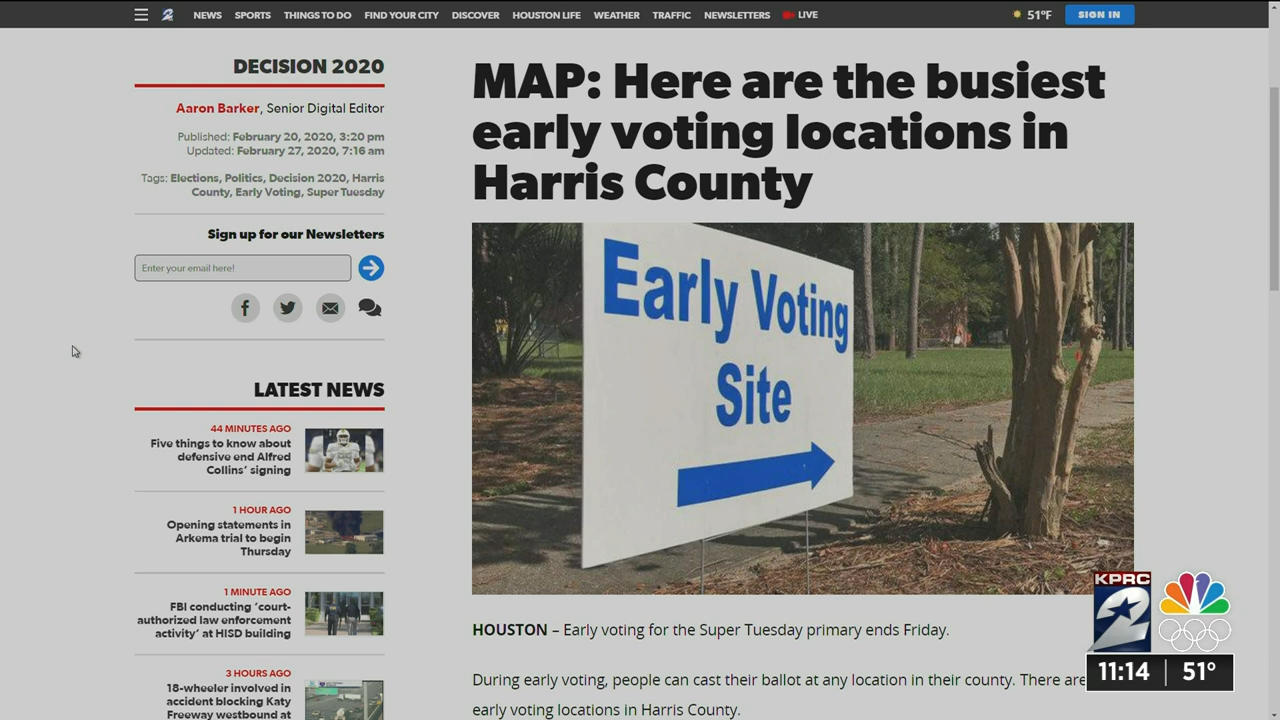 NEWS SPORTS THINGS TO DO FIND YOUR CITY DISCOVER HOUSTON LIFE WEATHER TRAFFIC NEWSLETTERS LIVE 51°F SIGN IN
DECISION 2020
Aaron Barker, Senior Digital Editor
Published: February 20, 2020, 3:20 pm
Updated: February 27, 2020, 7:16 am
Tags: Elections, Politics, Decision 2020, Harris
County, Early Voting, Super Tuesday
Sign up for our Newsletters
Enter your email here!
LATEST NEWS
44 MINUTES AGO
Five things to know about
defensive end Alfred
Collins' signing
1 HOUR AGO
Opening statements in
Arkema trial to begin
Thursday
1 MINUTE AGO
FBI conducting 'court-
authorized law enforcement
activity' at HISD building
3 HOURS AGO
18-wheeler involved in
accident blocking Katy
Freeway westbound at
MAP: Here are the busiest
early voting locations in
Harris County
Early Voting
Site
HOUSTON – Early voting for the Super Tuesday primary ends Friday.
During early voting, people can cast their ballot at any location in their county. There are
early voting locations in Harris County.
KPRC
2
11:14 51°